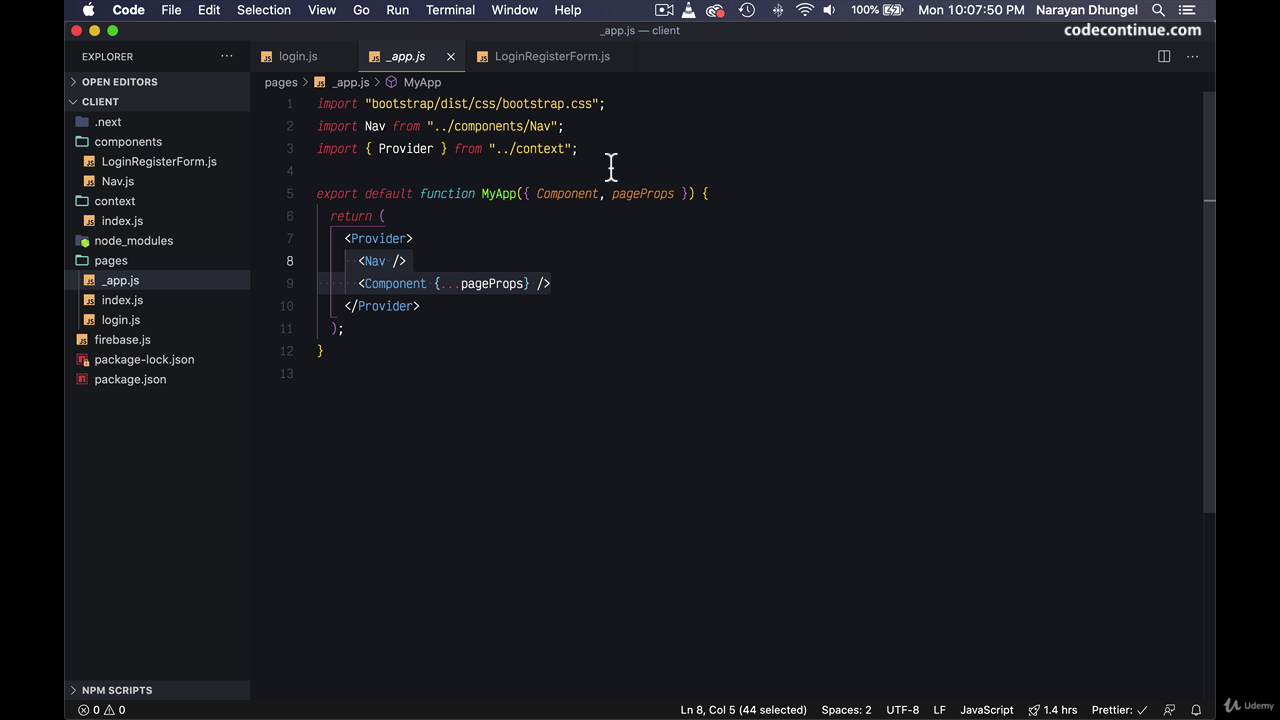 Code File Edit Selection View Go Run Terminal Window Help 100% Mon 10:07:50 PM Narayan Dhungel
_app.js — client
codecontinue.com
EXPLORER ···
login.js _app.js LoginRegisterForm.js ···
OPEN EDITORS
CLIENT
.next
components
LoginRegisterForm.js
Nav.js
context
index.js
node_modules
pages
_app.js
index.js
login.js
firebase.js
package-lock.json
package.json
NPM SCRIPTS
pages > _app.js > MyApp
1 import "bootstrap/dist/css/bootstrap.css";
2 import Nav from "../components/Nav";
3 import { Provider } from "../context";
4
5 export default function MyApp({ Component, pageProps }) {
6 return (
7 <Provider>
8 <Nav />
9 <Component {...pageProps} />
10 </Provider>
11 );
12 }
13
0 0 Ln 8, Col 5 (44 selected) Spaces: 2 UTF-8 LF JavaScript 1.4 hrs Prettier: ✓
Udemy